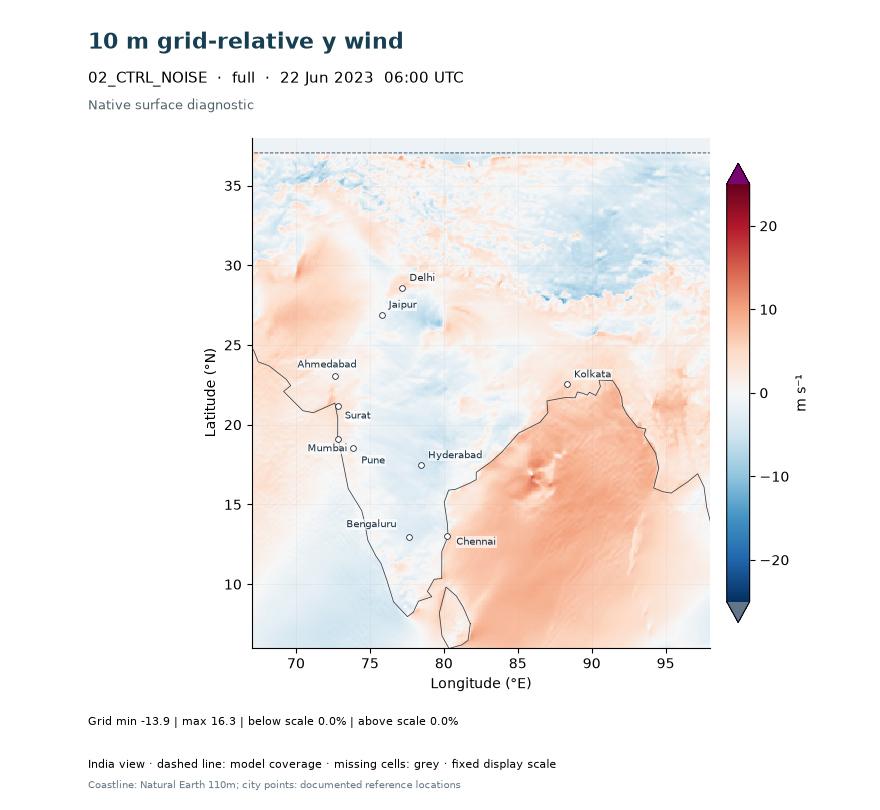 10 m grid-relative y wind
02_CTRL_NOISE · full · 22 Jun 2023 06:00 UTC
Native surface diagnostic
35
30
25
20
15
10
Latitude (°N)
70
75
80
85
90
95
Longitude (°E)
Delhi
Jaipur
Ahmedabad
Kolkata
Surat
Mumbai
Pune
Hyderabad
Bengaluru
Chennai
20
10
0
−10
−20
m s⁻¹
Grid min -13.9 | max 16.3 | below scale 0.0% | above scale 0.0%
India view · dashed line: model coverage · missing cells: grey · fixed display scale
Coastline: Natural Earth 110m; city points: documented reference locations